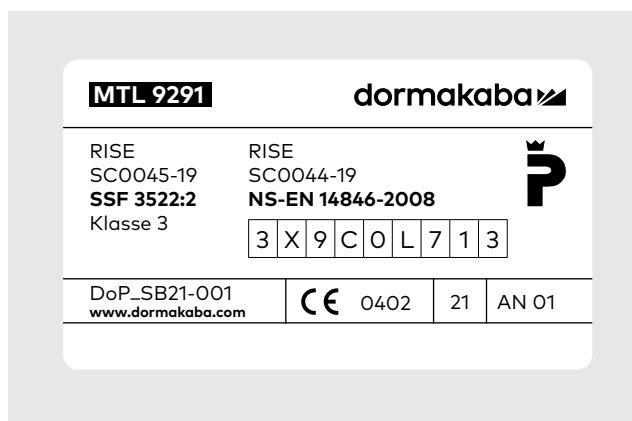 MTL 9291
dormakaba
RISE
SC0045-19
SSF 3522:2
Klasse 3
RISE
SC0044-19
NS-EN 14846-2008
3 X 9 C 0 L 7 1 3
P
DoP_SB21-001
www.dormakaba.com
CE 0402
21
AN 01